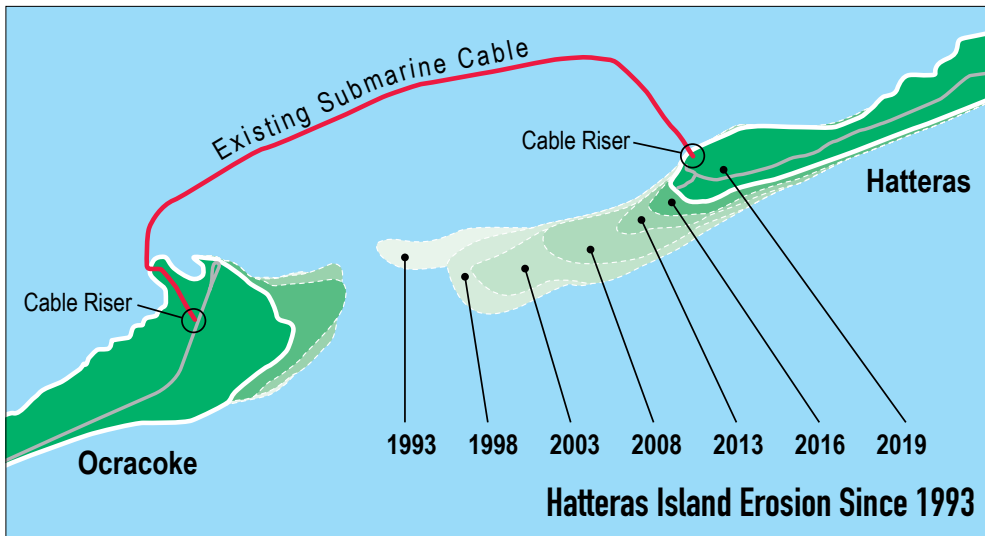 Existing Submarine Cable
Cable Riser
Hatteras
Cable Riser
Ocracoke
1993 1998 2003 2008 2013 2016 2019
Hatteras Island Erosion Since 1993